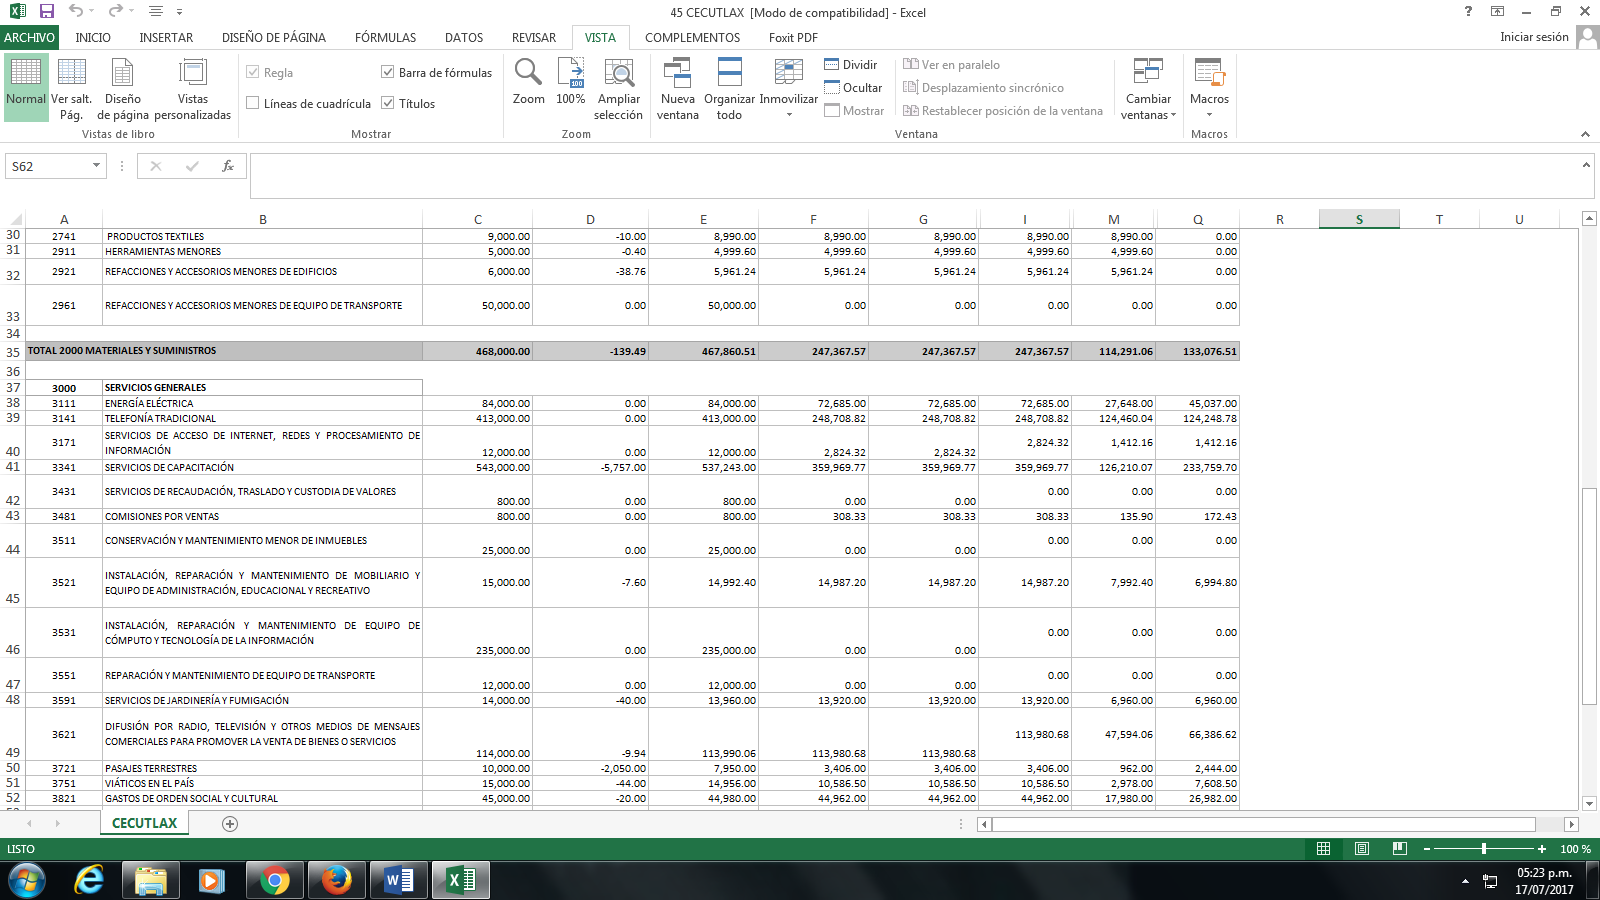 45 CECUTLAX [Modo de compatibilidad] - Excel
?
ARCHIVO INICIO INSERTAR DISEÑO DE PÁGINA FÓRMULAS DATOS REVISAR VISTA COMPLEMENTOS Foxit PDF Iniciar sesión
Normal
Ver salt. Pág.
Diseño de página
Vistas personalizadas
Vistas de libro
Regla
Barra de fórmulas
Líneas de cuadrícula
Títulos
Mostrar
Zoom
100%
Ampliar selección
Zoom
Nueva ventana
Organizar todo
Inmovilizar
Dividir
Ocultar
Mostrar
Ver en paralelo
Desplazamiento sincrónico
Restablecer posición de la ventana
Ventana
Cambiar ventanas
Macros
Macros
S62
fx
A B C D E F G I M Q R S T U
30 2741 PRODUCTOS TEXTILES 9,000.00 -10.00 8,990.00 8,990.00 8,990.00 8,990.00 8,990.00 0.00
31 2911 HERRAMIENTAS MENORES 5,000.00 -0.40 4,999.60 4,999.60 4,999.60 4,999.60 4,999.60 0.00
32 2921 REFACCIONES Y ACCESORIOS MENORES DE EDIFICIOS 6,000.00 -38.76 5,961.24 5,961.24 5,961.24 5,961.24 5,961.24 0.00
33 2961 REFACCIONES Y ACCESORIOS MENORES DE EQUIPO DE TRANSPORTE 50,000.00 0.00 50,000.00 0.00 0.00 0.00 0.00 0.00
34
35 TOTAL 2000 MATERIALES Y SUMINISTROS 468,000.00 -139.49 467,860.51 247,367.57 247,367.57 247,367.57 114,291.06 133,076.51
36
37 3000 SERVICIOS GENERALES
38 3111 ENERGÍA ELÉCTRICA 84,000.00 0.00 84,000.00 72,685.00 72,685.00 72,685.00 27,648.00 45,037.00
39 3141 TELEFONÍA TRADICIONAL 413,000.00 0.00 413,000.00 248,708.82 248,708.82 248,708.82 124,460.04 124,248.78
40 3171 SERVICIOS DE ACCESO DE INTERNET, REDES Y PROCESAMIENTO DE
INFORMACIÓN 12,000.00 0.00 12,000.00 2,824.32 2,824.32 2,824.32 1,412.16 1,412.16
41 3341 SERVICIOS DE CAPACITACIÓN 543,000.00 -5,757.00 537,243.00 359,969.77 359,969.77 359,969.77 126,210.07 233,759.70
42 3431 SERVICIOS DE RECAUDACIÓN, TRASLADO Y CUSTODIA DE VALORES 800.00 0.00 800.00 0.00 0.00 0.00 0.00 0.00
43 3481 COMISIONES POR VENTAS 800.00 0.00 800.00 308.33 308.33 308.33 135.90 172.43
44 3511 CONSERVACIÓN Y MANTENIMIENTO MENOR DE INMUEBLES 25,000.00 0.00 25,000.00 0.00 0.00 0.00 0.00 0.00
45 3521 INSTALACIÓN, REPARACIÓN Y MANTENIMIENTO DE MOBILIARIO Y
EQUIPO DE ADMINISTRACIÓN, EDUCACIONAL Y RECREATIVO 15,000.00 -7.60 14,992.40 14,987.20 14,987.20 14,987.20 7,992.40 6,994.80
46 3531 INSTALACIÓN, REPARACIÓN Y MANTENIMIENTO DE EQUIPO DE
CÓMPUTO Y TECNOLOGÍA DE LA INFORMACIÓN 235,000.00 0.00 235,000.00 0.00 0.00 0.00 0.00 0.00
47 3551 REPARACIÓN Y MANTENIMIENTO DE EQUIPO DE TRANSPORTE 12,000.00 0.00 12,000.00 0.00 0.00 0.00 0.00 0.00
48 3591 SERVICIOS DE JARDINERÍA Y FUMIGACIÓN 14,000.00 -40.00 13,960.00 13,920.00 13,920.00 13,920.00 6,960.00 6,960.00
49 3621 DIFUSIÓN POR RADIO, TELEVISIÓN Y OTROS MEDIOS DE MENSAJES
COMERCIALES PARA PROMOVER LA VENTA DE BIENES O SERVICIOS 114,000.00 -9.94 113,990.06 113,980.68 113,980.68 113,980.68 47,594.06 66,386.62
50 3721 PASAJES TERRESTRES 10,000.00 -2,050.00 7,950.00 3,406.00 3,406.00 3,406.00 962.00 2,444.00
51 3751 VIÁTICOS EN EL PAÍS 15,000.00 -44.00 14,956.00 10,586.50 10,586.50 10,586.50 2,978.00 7,608.50
52 3821 GASTOS DE ORDEN SOCIAL Y CULTURAL 45,000.00 -20.00 44,980.00 44,962.00 44,962.00 44,962.00 17,980.00 26,982.00
CECUTLAX
LISTO
100 %
05:23 p.m.
17/07/2017